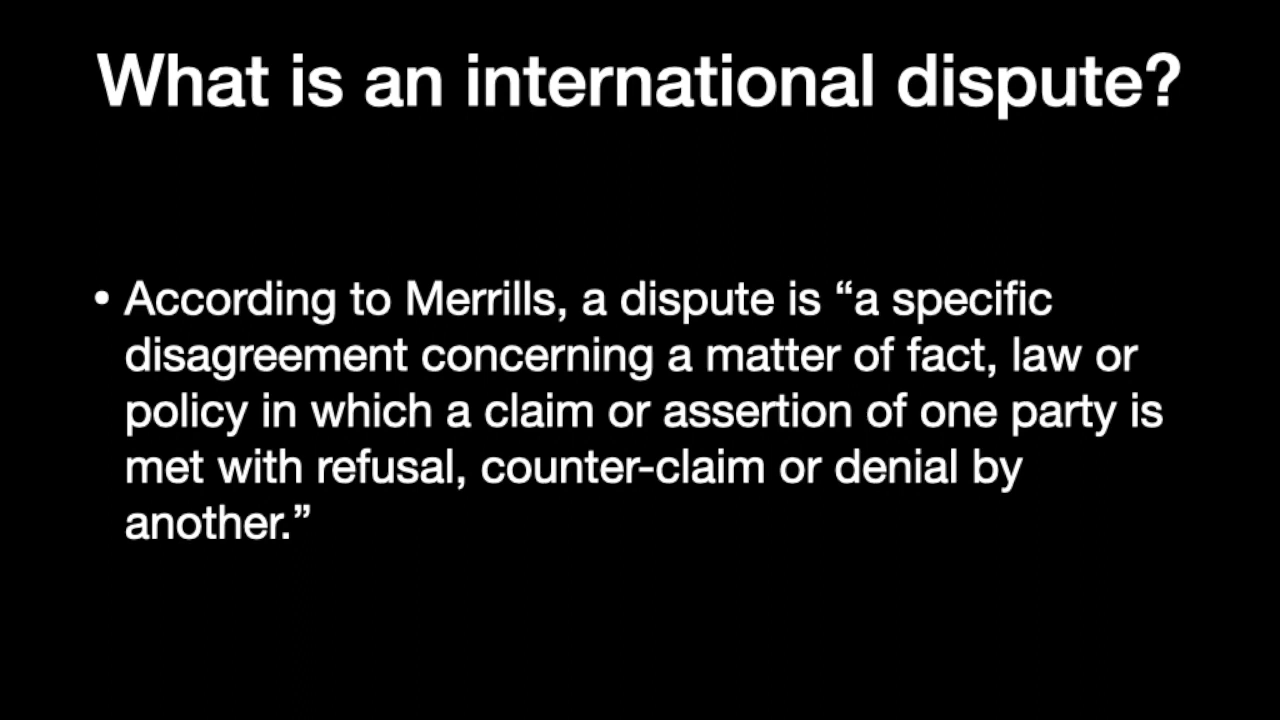 What is an international dispute?
• According to Merrills, a dispute is “a specific
disagreement concerning a matter of fact, law or
policy in which a claim or assertion of one party is
met with refusal, counter-claim or denial by
another.”